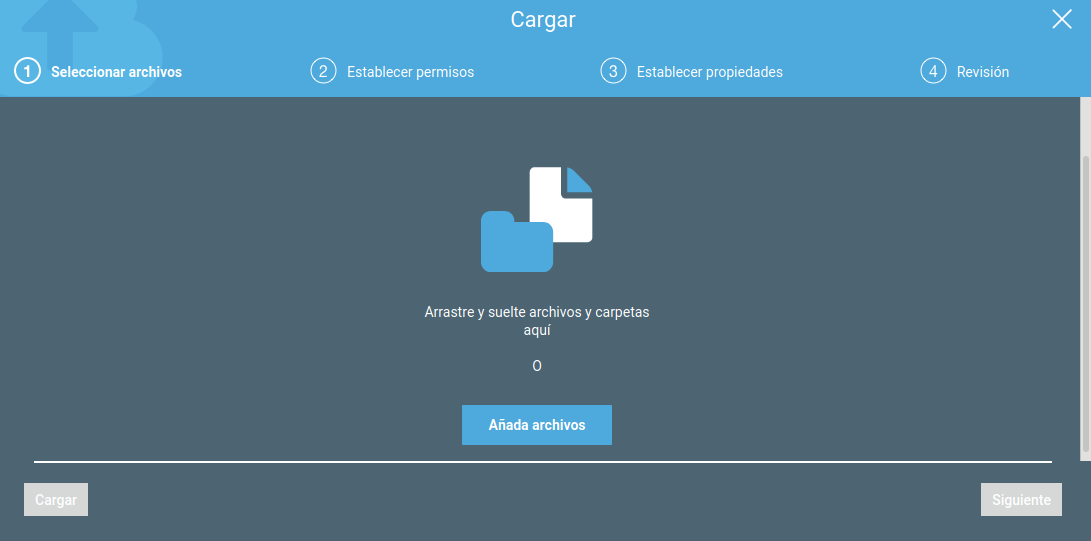 Cargar
1 Seleccionar archivos
2 Establecer permisos
3 Establecer propiedades
4 Revisión
Arrastre y suelte archivos y carpetas
aquí
O
Añada archivos
Cargar
Siguiente